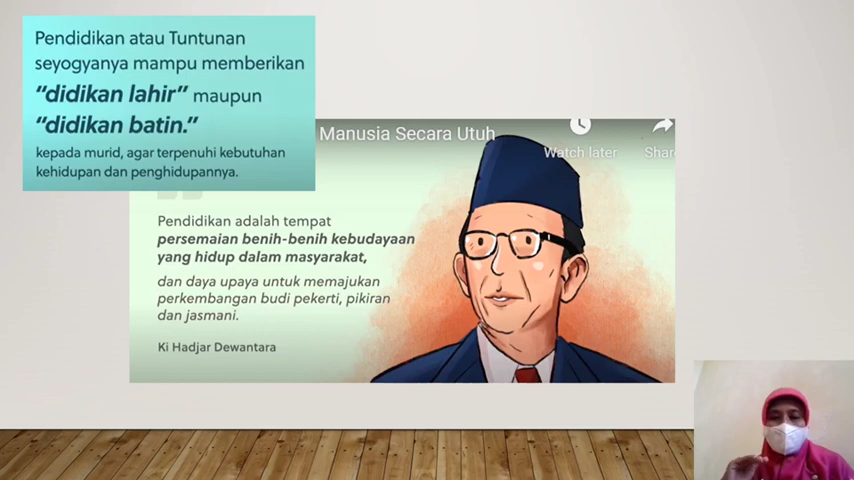 Pendidikan atau Tuntunan
seyogyanya mampu memberikan
“didikan lahir” maupun
“didikan batin.”
kepada murid, agar terpenuhi kebutuhan
kehidupan dan penghidupannya.
Manusia Secara Utuh
Watch later
Share
Pendidikan adalah tempat
persemaian benih-benih kebudayaan
yang hidup dalam masyarakat,
dan daya upaya untuk memajukan
perkembangan budi pekerti, pikiran
dan jasmani.
Ki Hadjar Dewantara